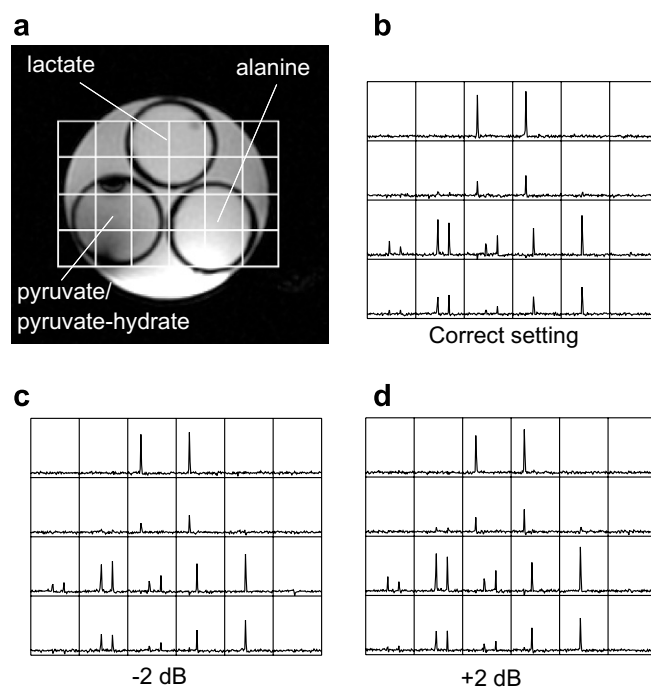 a
lactate
alanine
pyruvate/
pyruvate-hydrate
b
Correct setting
c
-2 dB
d
+2 dB